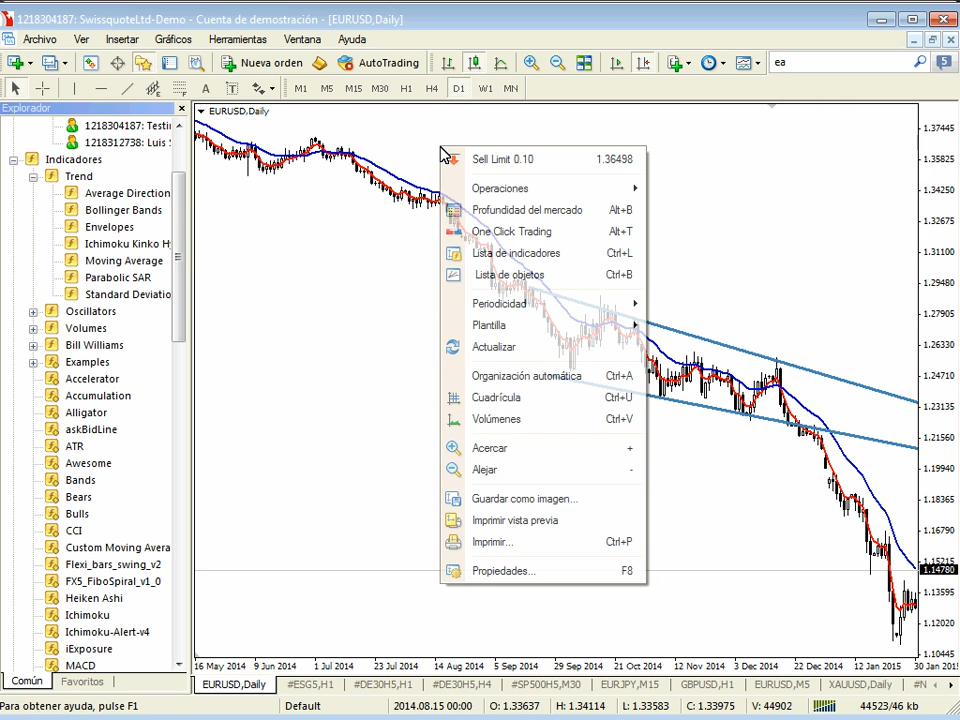 1218304187: SwissquoteLtd-Demo - Cuenta de demostración - [EURUSD,Daily]
Archivo Ver Insertar Gráficos Herramientas Ventana Ayuda
Nueva orden AutoTrading ea 5
A T M1 M5 M15 M30 H1 H4 D1 W1 MN
Explorador
EURUSD,Daily
1218304187: Testin
1218312738: Luis S
Indicadores
Trend
Average Direction
Bollinger Bands
Envelopes
Ichimoku Kinko Hy
Moving Average
Parabolic SAR
Standard Deviatio
Oscillators
Volumes
Bill Williams
Examples
Accelerator
Accumulation
Alligator
askBidLine
ATR
Awesome
Bands
Bears
Bulls
CCI
Custom Moving Avera
Flexi_bars_swing_v2
FX5_FiboSpiral_v1_0
Heiken Ashi
Ichimoku
Ichimoku-Alert-v4
iExposure
MACD
Común Favoritos
Sell Limit 0.10 1.36498
Operaciones
Profundidad del mercado Alt+B
One Click Trading Alt+T
Lista de indicadores Ctrl+L
Lista de objetos Ctrl+B
Periodicidad
Plantilla
Actualizar
Organización automática Ctrl+A
Cuadrícula Ctrl+U
Volúmenes Ctrl+V
Acercar +
Alejar -
Guardar como imagen...
Imprimir vista previa
Imprimir... Ctrl+P
Propiedades... F8
1.37445
1.35825
1.34250
1.32675
1.31100
1.29480
1.27905
1.26330
1.24710
1.23135
1.21560
1.19940
1.18365
1.16790
1.15215
1.14780
1.13595
1.12020
1.10445
16 May 2014 9 Jun 2014 1 Jul 2014 23 Jul 2014 14 Aug 2014 5 Sep 2014 29 Sep 2014 21 Oct 2014 12 Nov 2014 3 Dec 2014 22 Dec 2014 12 Jan 2015 30 Jan 2015
EURUSD,Daily #ESG5,H1 #DE30H5,H1 #DE30H5,H4 #SP500H5,M30 EURJPY,M15 GBPUSD,H1 EURUSD,M5 XAUUSD,Daily #N
Para obtener ayuda, pulse F1 Default 2014.08.15 00:00 O: 1.33637 H: 1.34114 L: 1.33583 C: 1.33975 V: 44902 44523/46 kb